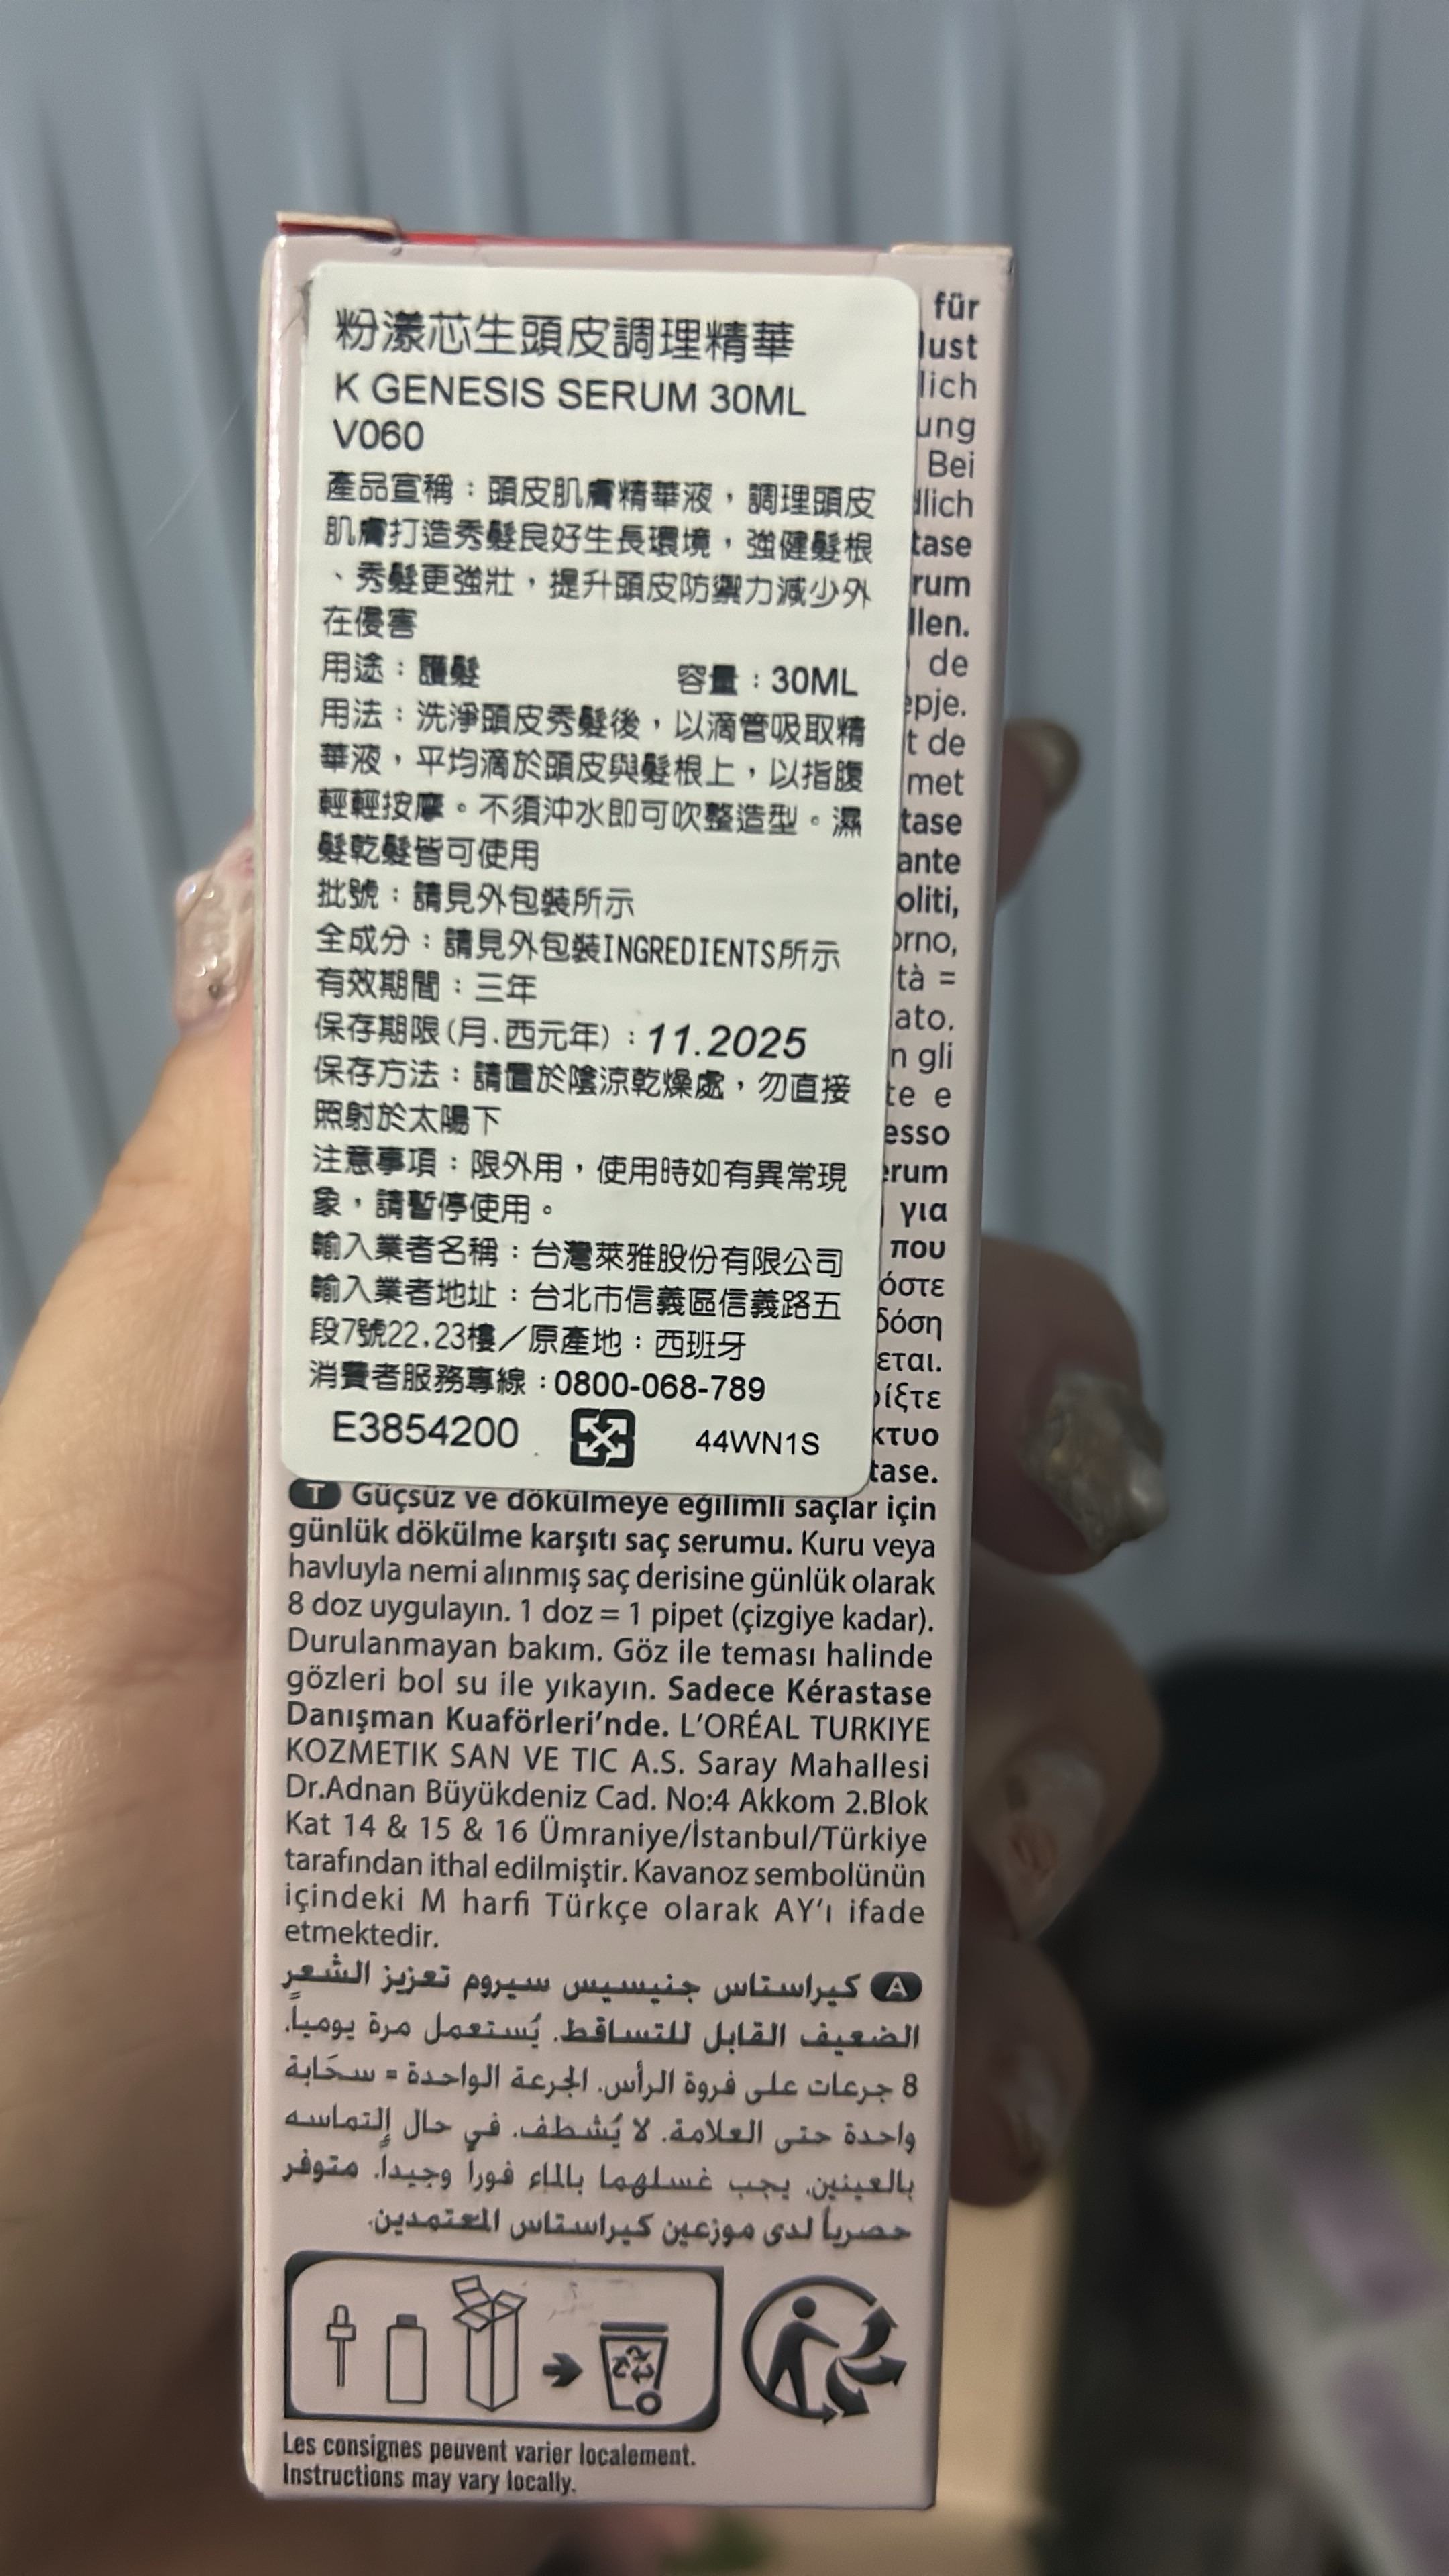 粉漾芯生頭皮調理精華
K GENESIS SERUM 30ML
V060
產品宣稱：頭皮肌膚精華液，調理頭皮
肌膚打造秀髮良好生長環境，強健髮根
、秀髮更強壯，提升頭皮防禦力減少外
在侵害
用途：護髮 容量：30ML
用法：洗淨頭皮秀髮後，以滴管吸取精
華液，平均滴於頭皮與髮根上，以指腹
輕輕按摩。不須沖水即可吹整造型。濕
髮乾髮皆可使用
批號：請見外包裝所示
全成分：請見外包裝INGREDIENTS所示
有效期間：三年
保存期限(月.西元年)：11.2025
保存方法：請置於陰涼乾燥處，勿直接
照射於太陽下
注意事項：限外用，使用時如有異常現
象，請暫停使用。
輸入業者名稱：台灣萊雅股份有限公司
輸入業者地址：台北市信義區信義路五
段7號22.23樓／原產地：西班牙
消費者服務專線：0800-068-789
E3854200 44WN1S
für
lust
lich
ung
Bei
dlich
tase
rum
llen.
de
epje.
t de
met
tase
ante
oliti,
orno,
tà =
ato.
n gli
te e
esso
erum
για
που
όστε
δόση
εται.
ρίξτε
κτυο
tase.
T Güçsüz ve dökülmeye eğilimli saçlar için
günlük dökülme karşıtı saç serumu. Kuru veya
havluyla nemi alınmış saç derisine günlük olarak
8 doz uygulayın. 1 doz = 1 pipet (çizgiye kadar).
Durulanmayan bakım. Göz ile teması halinde
gözleri bol su ile yıkayın. Sadece Kérastase
Danışman Kuaförleri’nde. L’ORÉAL TURKIYE
KOZMETIK SAN VE TIC A.S. Saray Mahallesi
Dr.Adnan Büyükdeniz Cad. No:4 Akkom 2.Blok
Kat 14 & 15 & 16 Ümraniye/İstanbul/Türkiye
tarafından ithal edilmiştir. Kavanoz sembolünün
içindeki M harfi Türkçe olarak AY’ı ifade
etmektedir.
A كيراستاس جنيسيس سيروم تعزيز الشعر
الضعيف القابل للتساقط. يُستعمل مرة يومياً.
8 جرعات على فروة الرأس. الجرعة الواحدة = سحّابة
واحدة حتى العلامة. لا يُشطف. في حال إلتماسه
بالعينين، يجب غسلهما بالماء فوراً وجيداً. متوفر
حصرياً لدى موزعين كيراستاس المعتمدين.
Les consignes peuvent varier localement.
Instructions may vary locally.